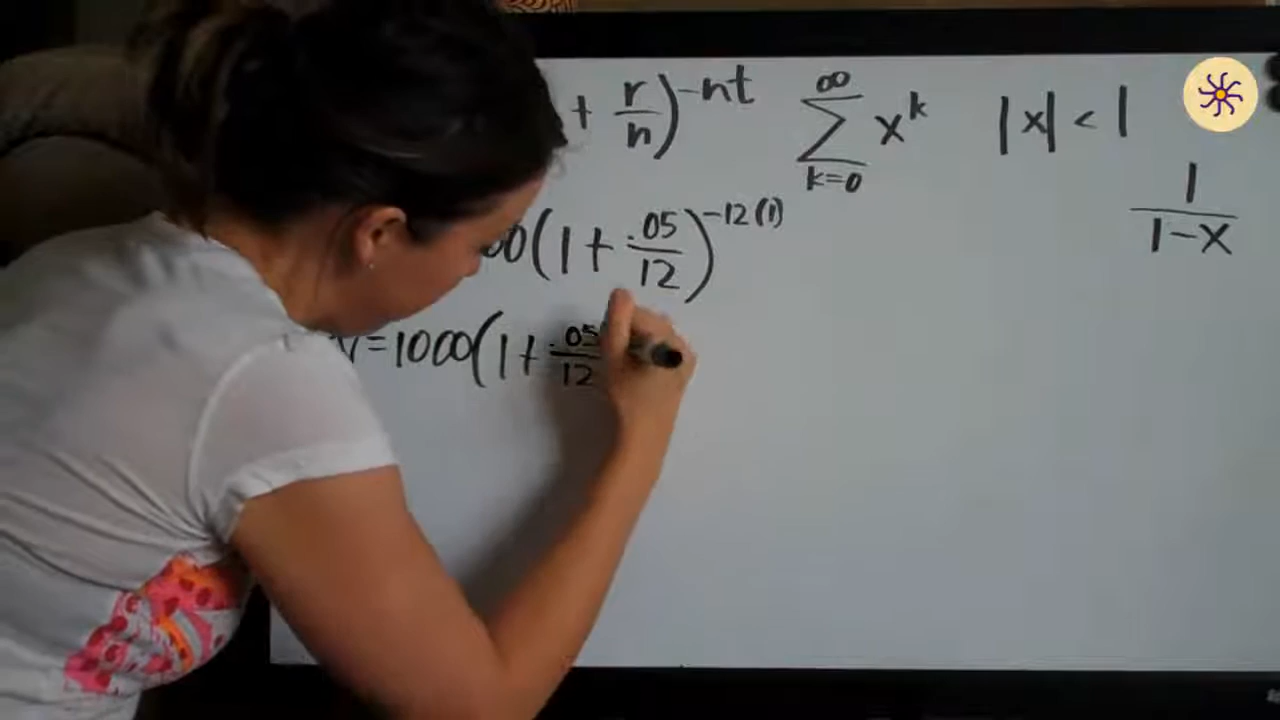 + r/n)^-nt ∞ Σ k=0 x^k |x| < 1
1/(1-x)
00(1 + .05/12)^-12(1)
V=1000(1+ .05/12